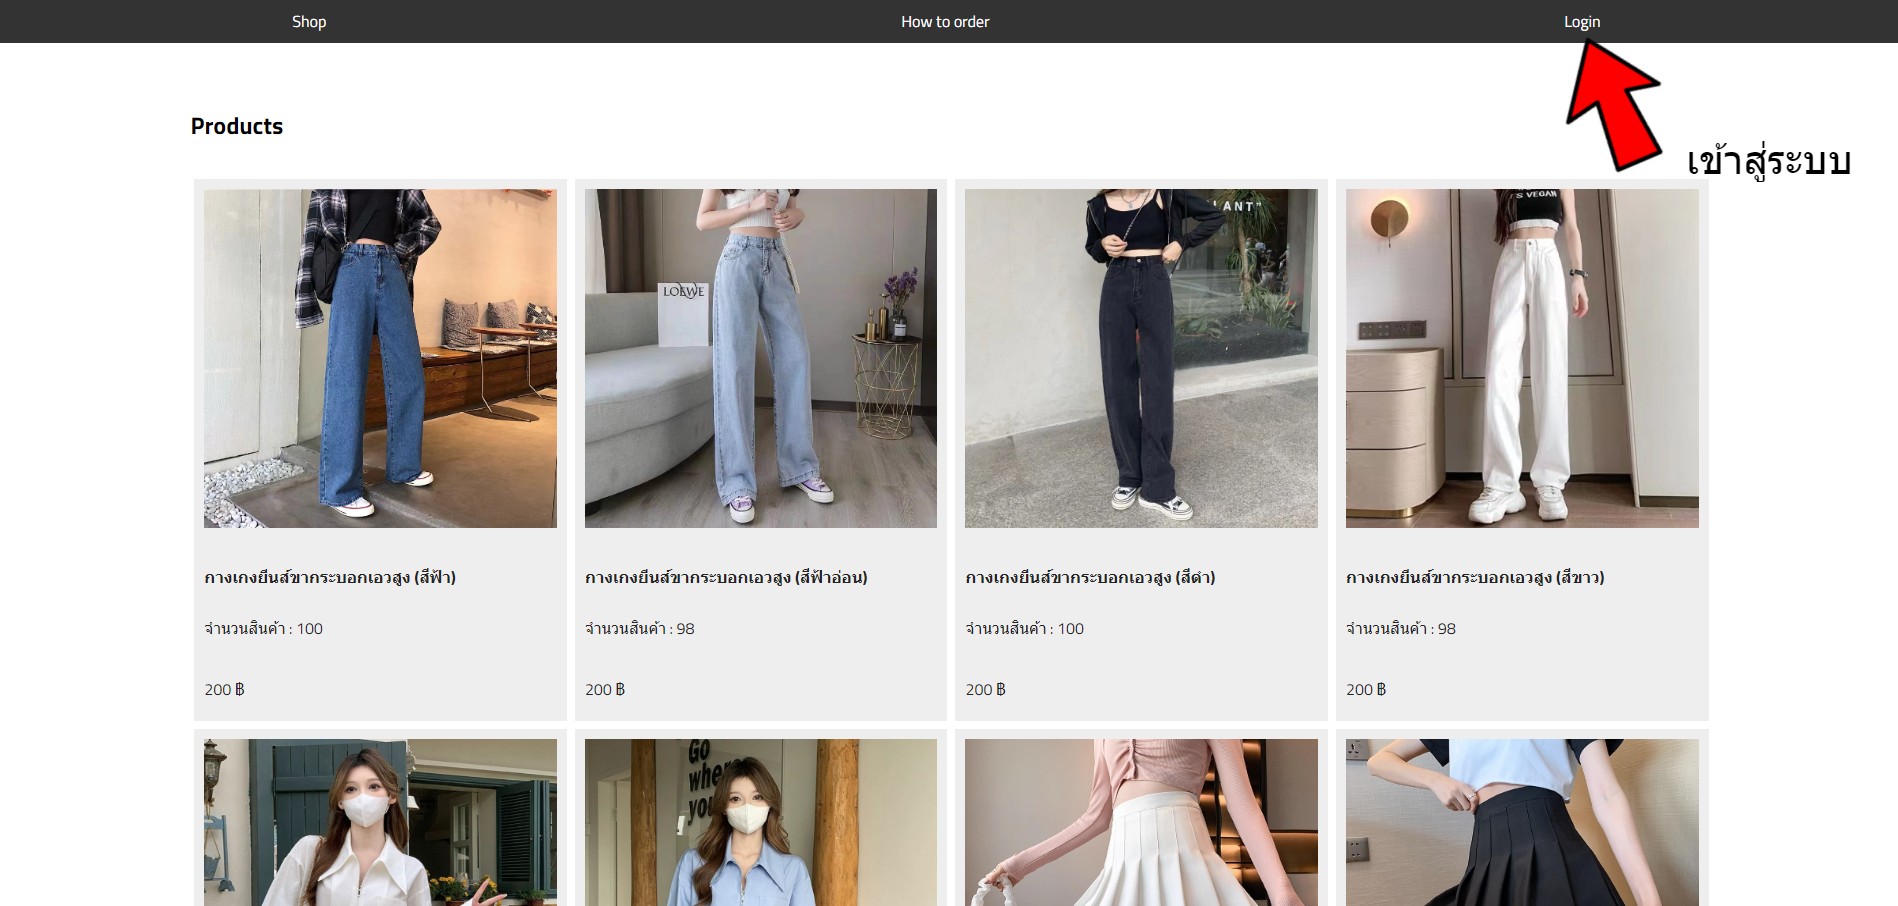 Shop
How to order
Login
เข้าสู่ระบบ
Products
LOEWE
LANT"
'S VEGAN
กางเกงยีนส์ขากระบอกเอวสูง (สีฟ้า)
กางเกงยีนส์ขากระบอกเอวสูง (สีฟ้าอ่อน)
กางเกงยีนส์ขากระบอกเอวสูง (สีดำ)
กางเกงยีนส์ขากระบอกเอวสูง (สีขาว)
จำนวนสินค้า : 100
จำนวนสินค้า : 98
จำนวนสินค้า : 100
จำนวนสินค้า : 98
200 ฿
200 ฿
200 ฿
200 ฿
Go
where
you